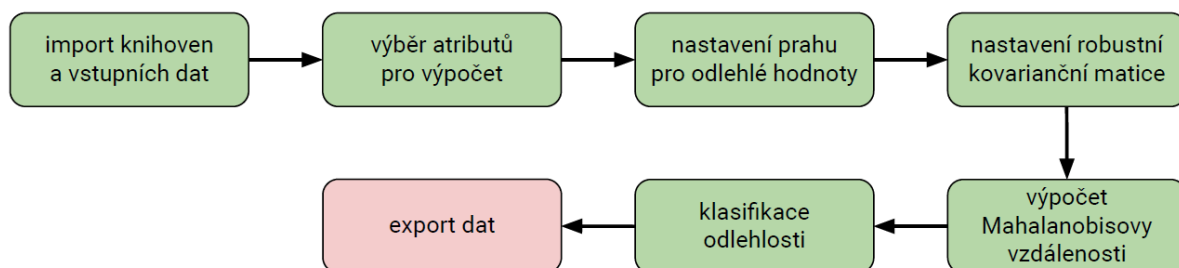 import knihoven
a vstupních dat
výběr atributů
pro výpočet
nastavení prahu
pro odlehlé hodnoty
nastavení robustní
kovarianční matice
výpočet
Mahalanobisovy
vzdálenosti
klasifikace
odlehlosti
export dat